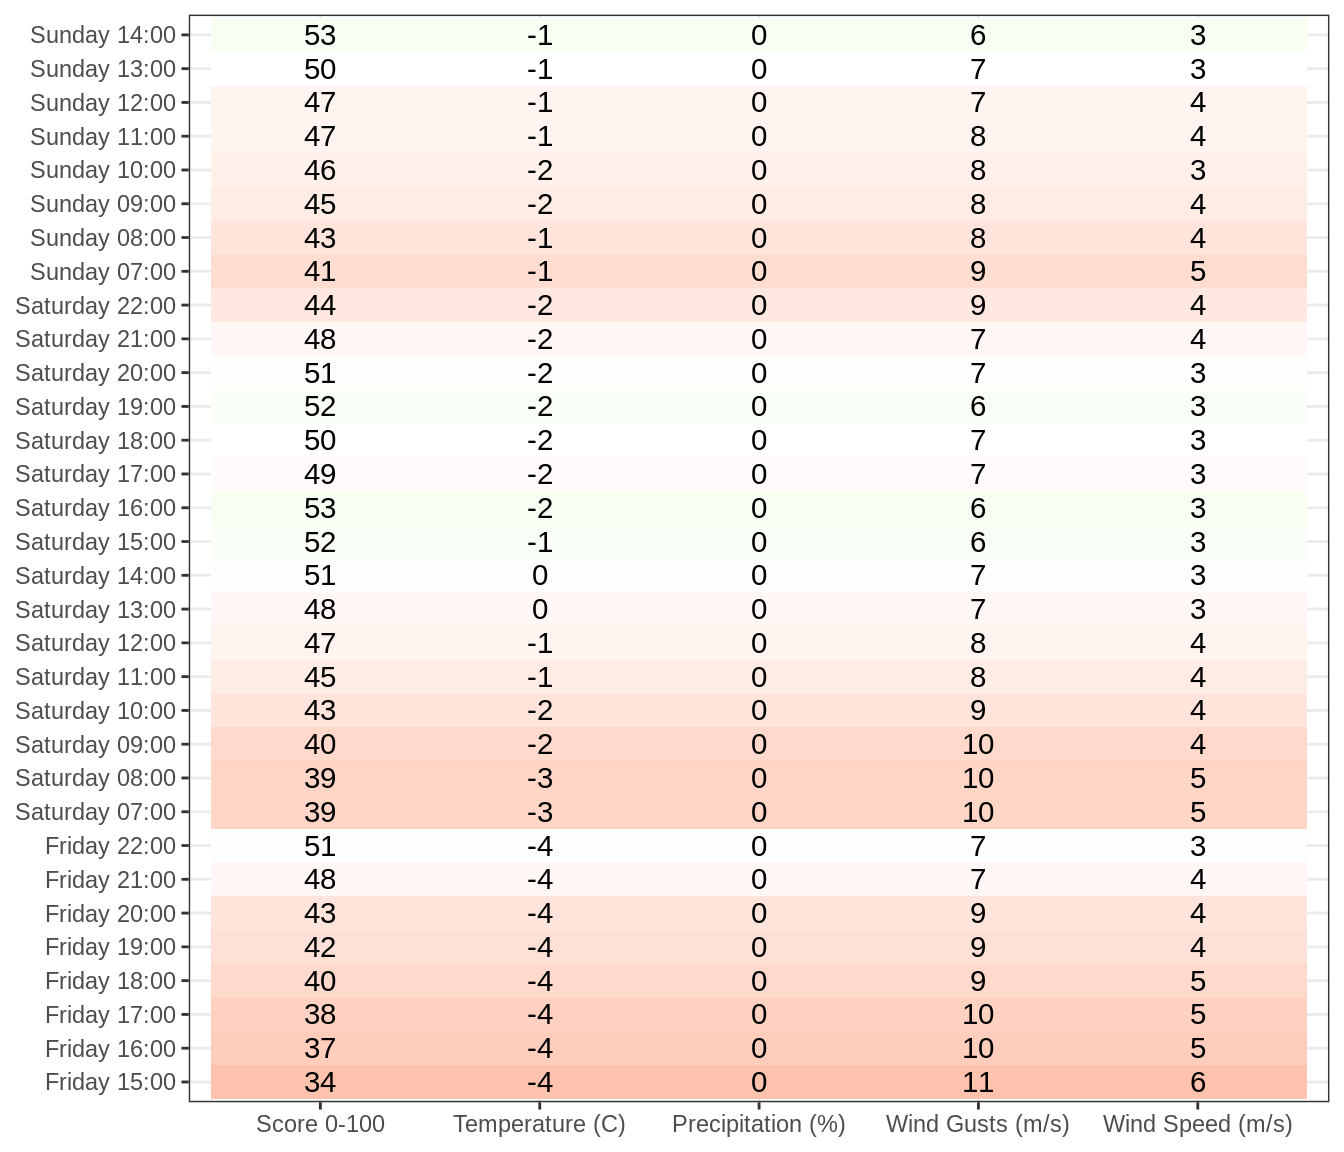 Sunday 14:00 53 -1 0 6 3
Sunday 13:00 50 -1 0 7 3
Sunday 12:00 47 -1 0 7 4
Sunday 11:00 47 -1 0 8 4
Sunday 10:00 46 -2 0 8 3
Sunday 09:00 45 -2 0 8 4
Sunday 08:00 43 -1 0 8 4
Sunday 07:00 41 -1 0 9 5
Saturday 22:00 44 -2 0 9 4
Saturday 21:00 48 -2 0 7 4
Saturday 20:00 51 -2 0 7 3
Saturday 19:00 52 -2 0 6 3
Saturday 18:00 50 -2 0 7 3
Saturday 17:00 49 -2 0 7 3
Saturday 16:00 53 -2 0 6 3
Saturday 15:00 52 -1 0 6 3
Saturday 14:00 51 0 0 7 3
Saturday 13:00 48 0 0 7 3
Saturday 12:00 47 -1 0 8 4
Saturday 11:00 45 -1 0 8 4
Saturday 10:00 43 -2 0 9 4
Saturday 09:00 40 -2 0 10 4
Saturday 08:00 39 -3 0 10 5
Saturday 07:00 39 -3 0 10 5
Friday 22:00 51 -4 0 7 3
Friday 21:00 48 -4 0 7 4
Friday 20:00 43 -4 0 9 4
Friday 19:00 42 -4 0 9 4
Friday 18:00 40 -4 0 9 5
Friday 17:00 38 -4 0 10 5
Friday 16:00 37 -4 0 10 5
Friday 15:00 34 -4 0 11 6
Score 0-100 Temperature (C) Precipitation (%) Wind Gusts (m/s) Wind Speed (m/s)